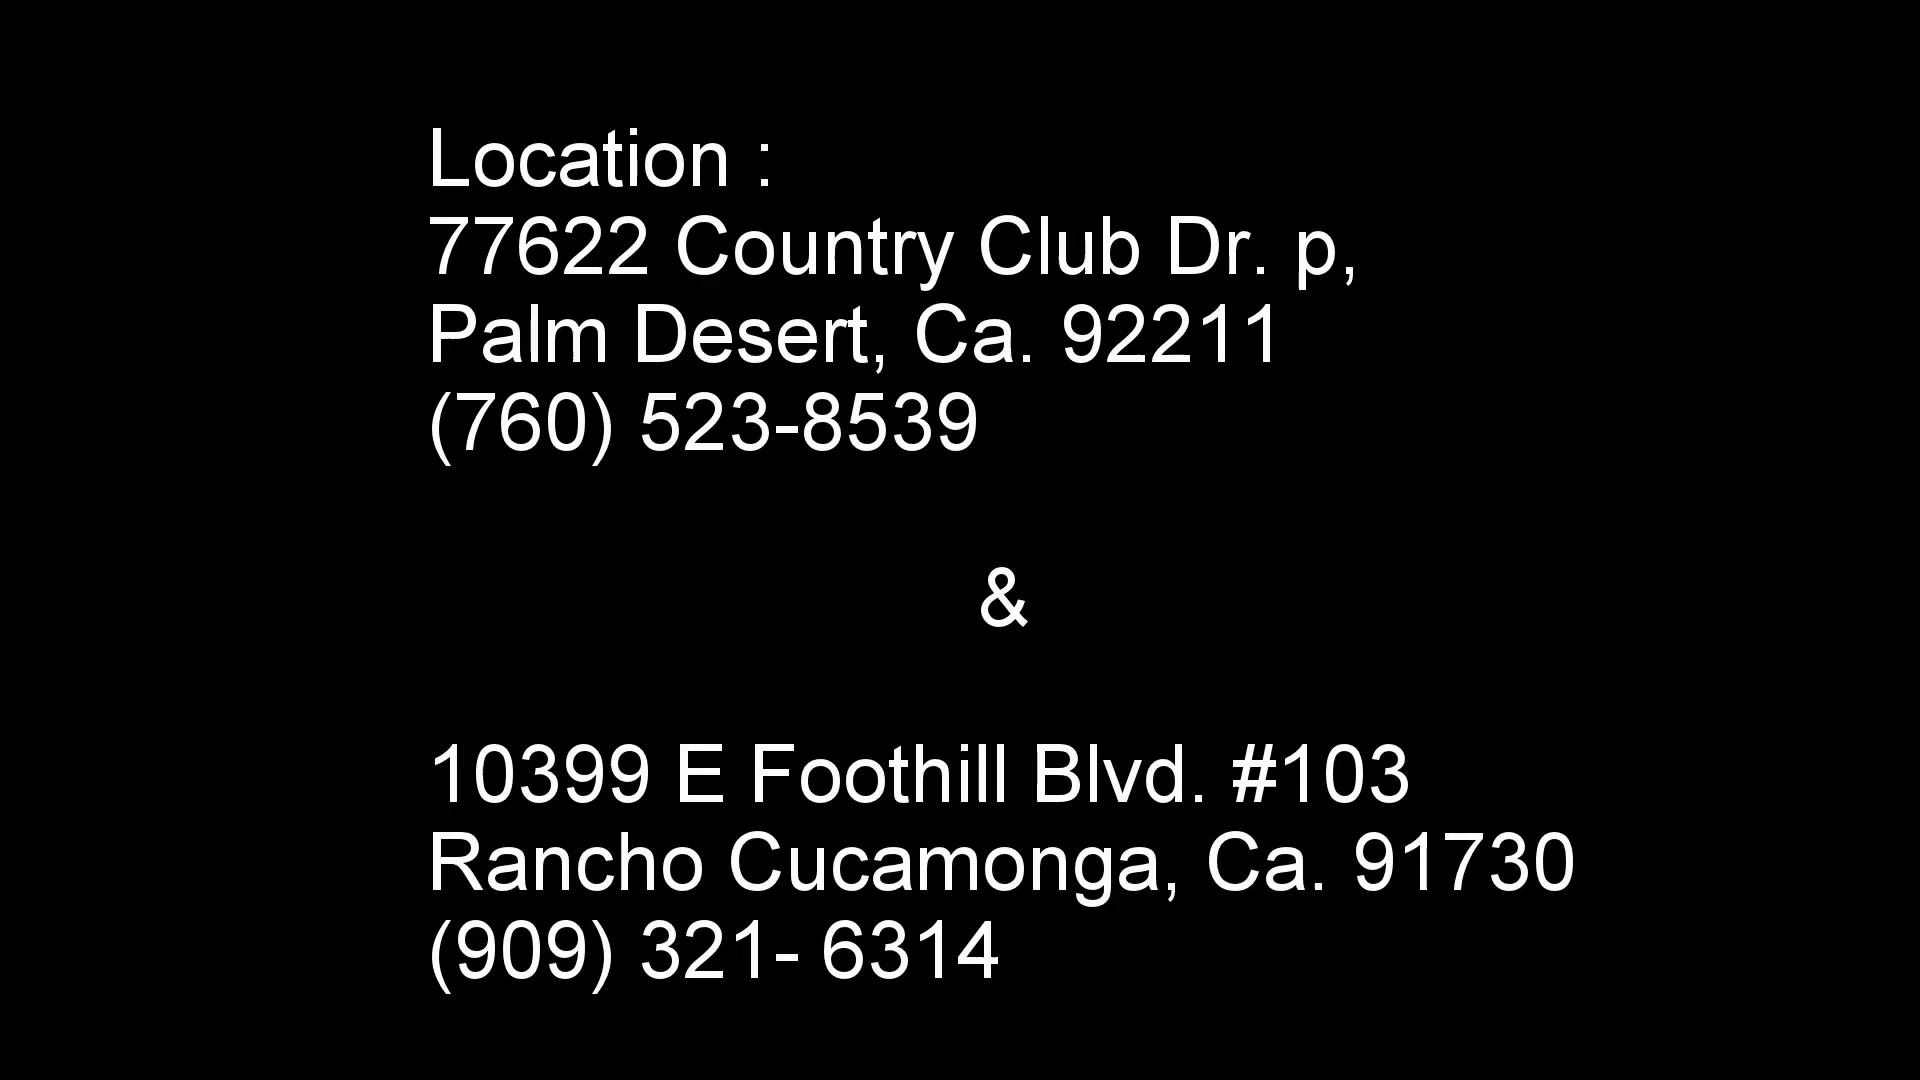 Location :
77622 Country Club Dr. p,
Palm Desert, Ca. 92211
(760) 523-8539
&
10399 E Foothill Blvd. #103
Rancho Cucamonga, Ca. 91730
(909) 321- 6314